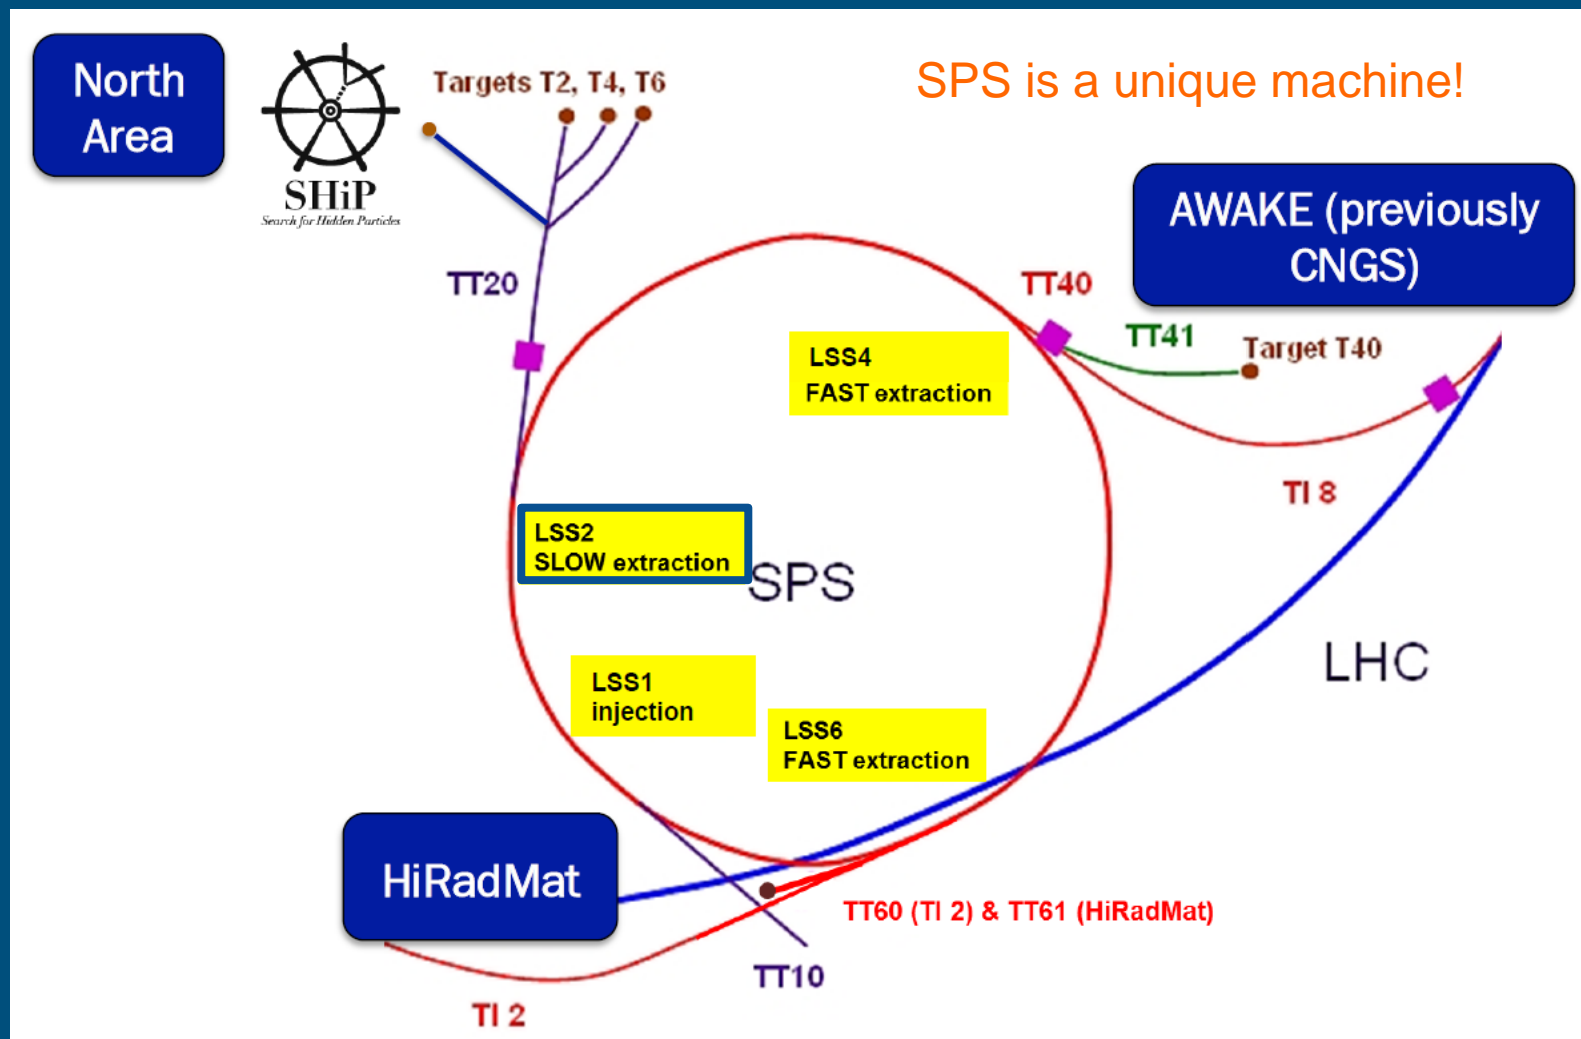 North
Area
SHiP
Search for Hidden Particles
Targets T2, T4, T6
SPS is a unique machine!
AWAKE (previously
CNGS)
TT20
TT40
TT41
Target T40
LSS4
FAST extraction
TI 8
LSS2
SLOW extraction
SPS
LHC
LSS1
injection
LSS6
FAST extraction
HiRadMat
TT60 (TI 2) & TT61 (HiRadMat)
TT10
TI 2